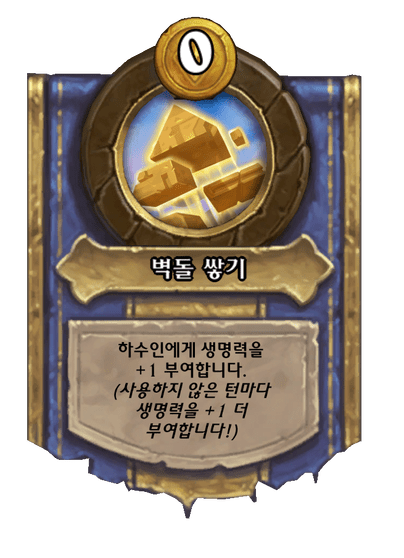 0
벽돌 쌓기
하수인에게 생명력을
+1 부여합니다.
(사용하지 않은 턴마다
생명력을 +1 더
부여합니다!)